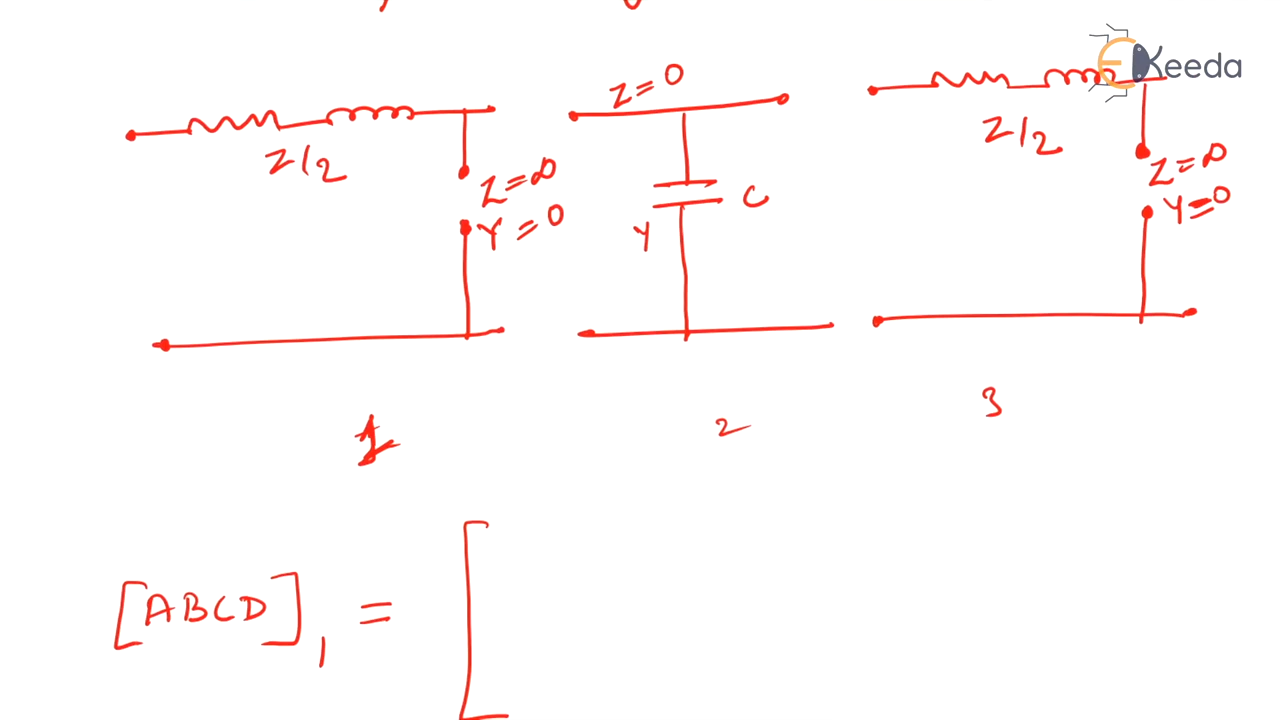 Keeda
Z=0
Z/2
Z/2
Z=∞
Y=0
C
Y
Z=∞
Y=0
1
2
3
[ABCD]₁ = [